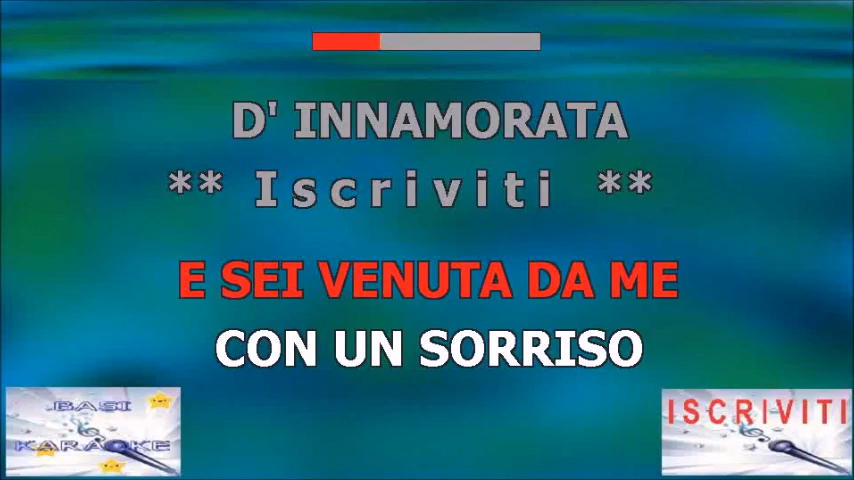 D' INNAMORATA
** Iscriviti **
E SEI VENUTA DA ME
CON UN SORRISO
BASI
KARAOKE
ISCRIVITI